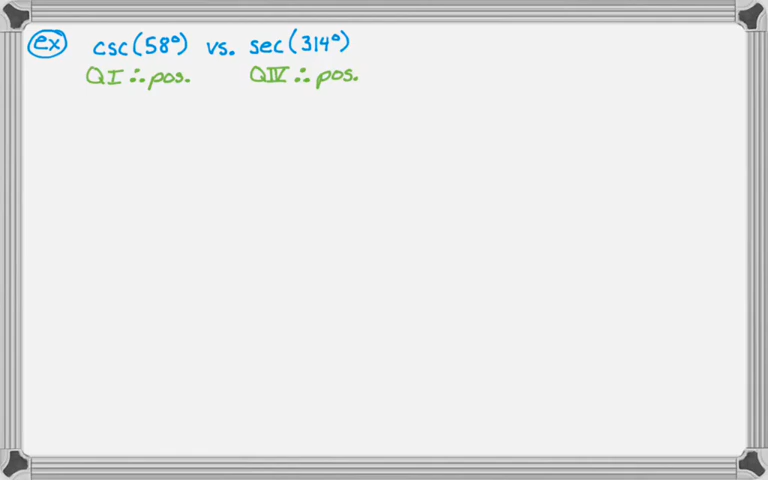 ex csc(58°) vs. sec(314°)
QI ∴ pos. QIV ∴ pos.